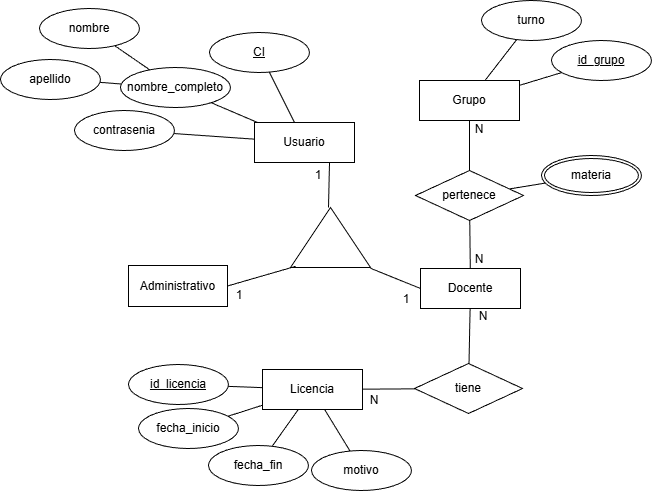 nombre
turno
CI
apellido
nombre_completo
id_grupo
Grupo
contrasenia
Usuario
N
1
materia
pertenece
N
Administrativo
Docente
1
1
N
id_licencia
Licencia
tiene
N
fecha_inicio
fecha_fin
motivo